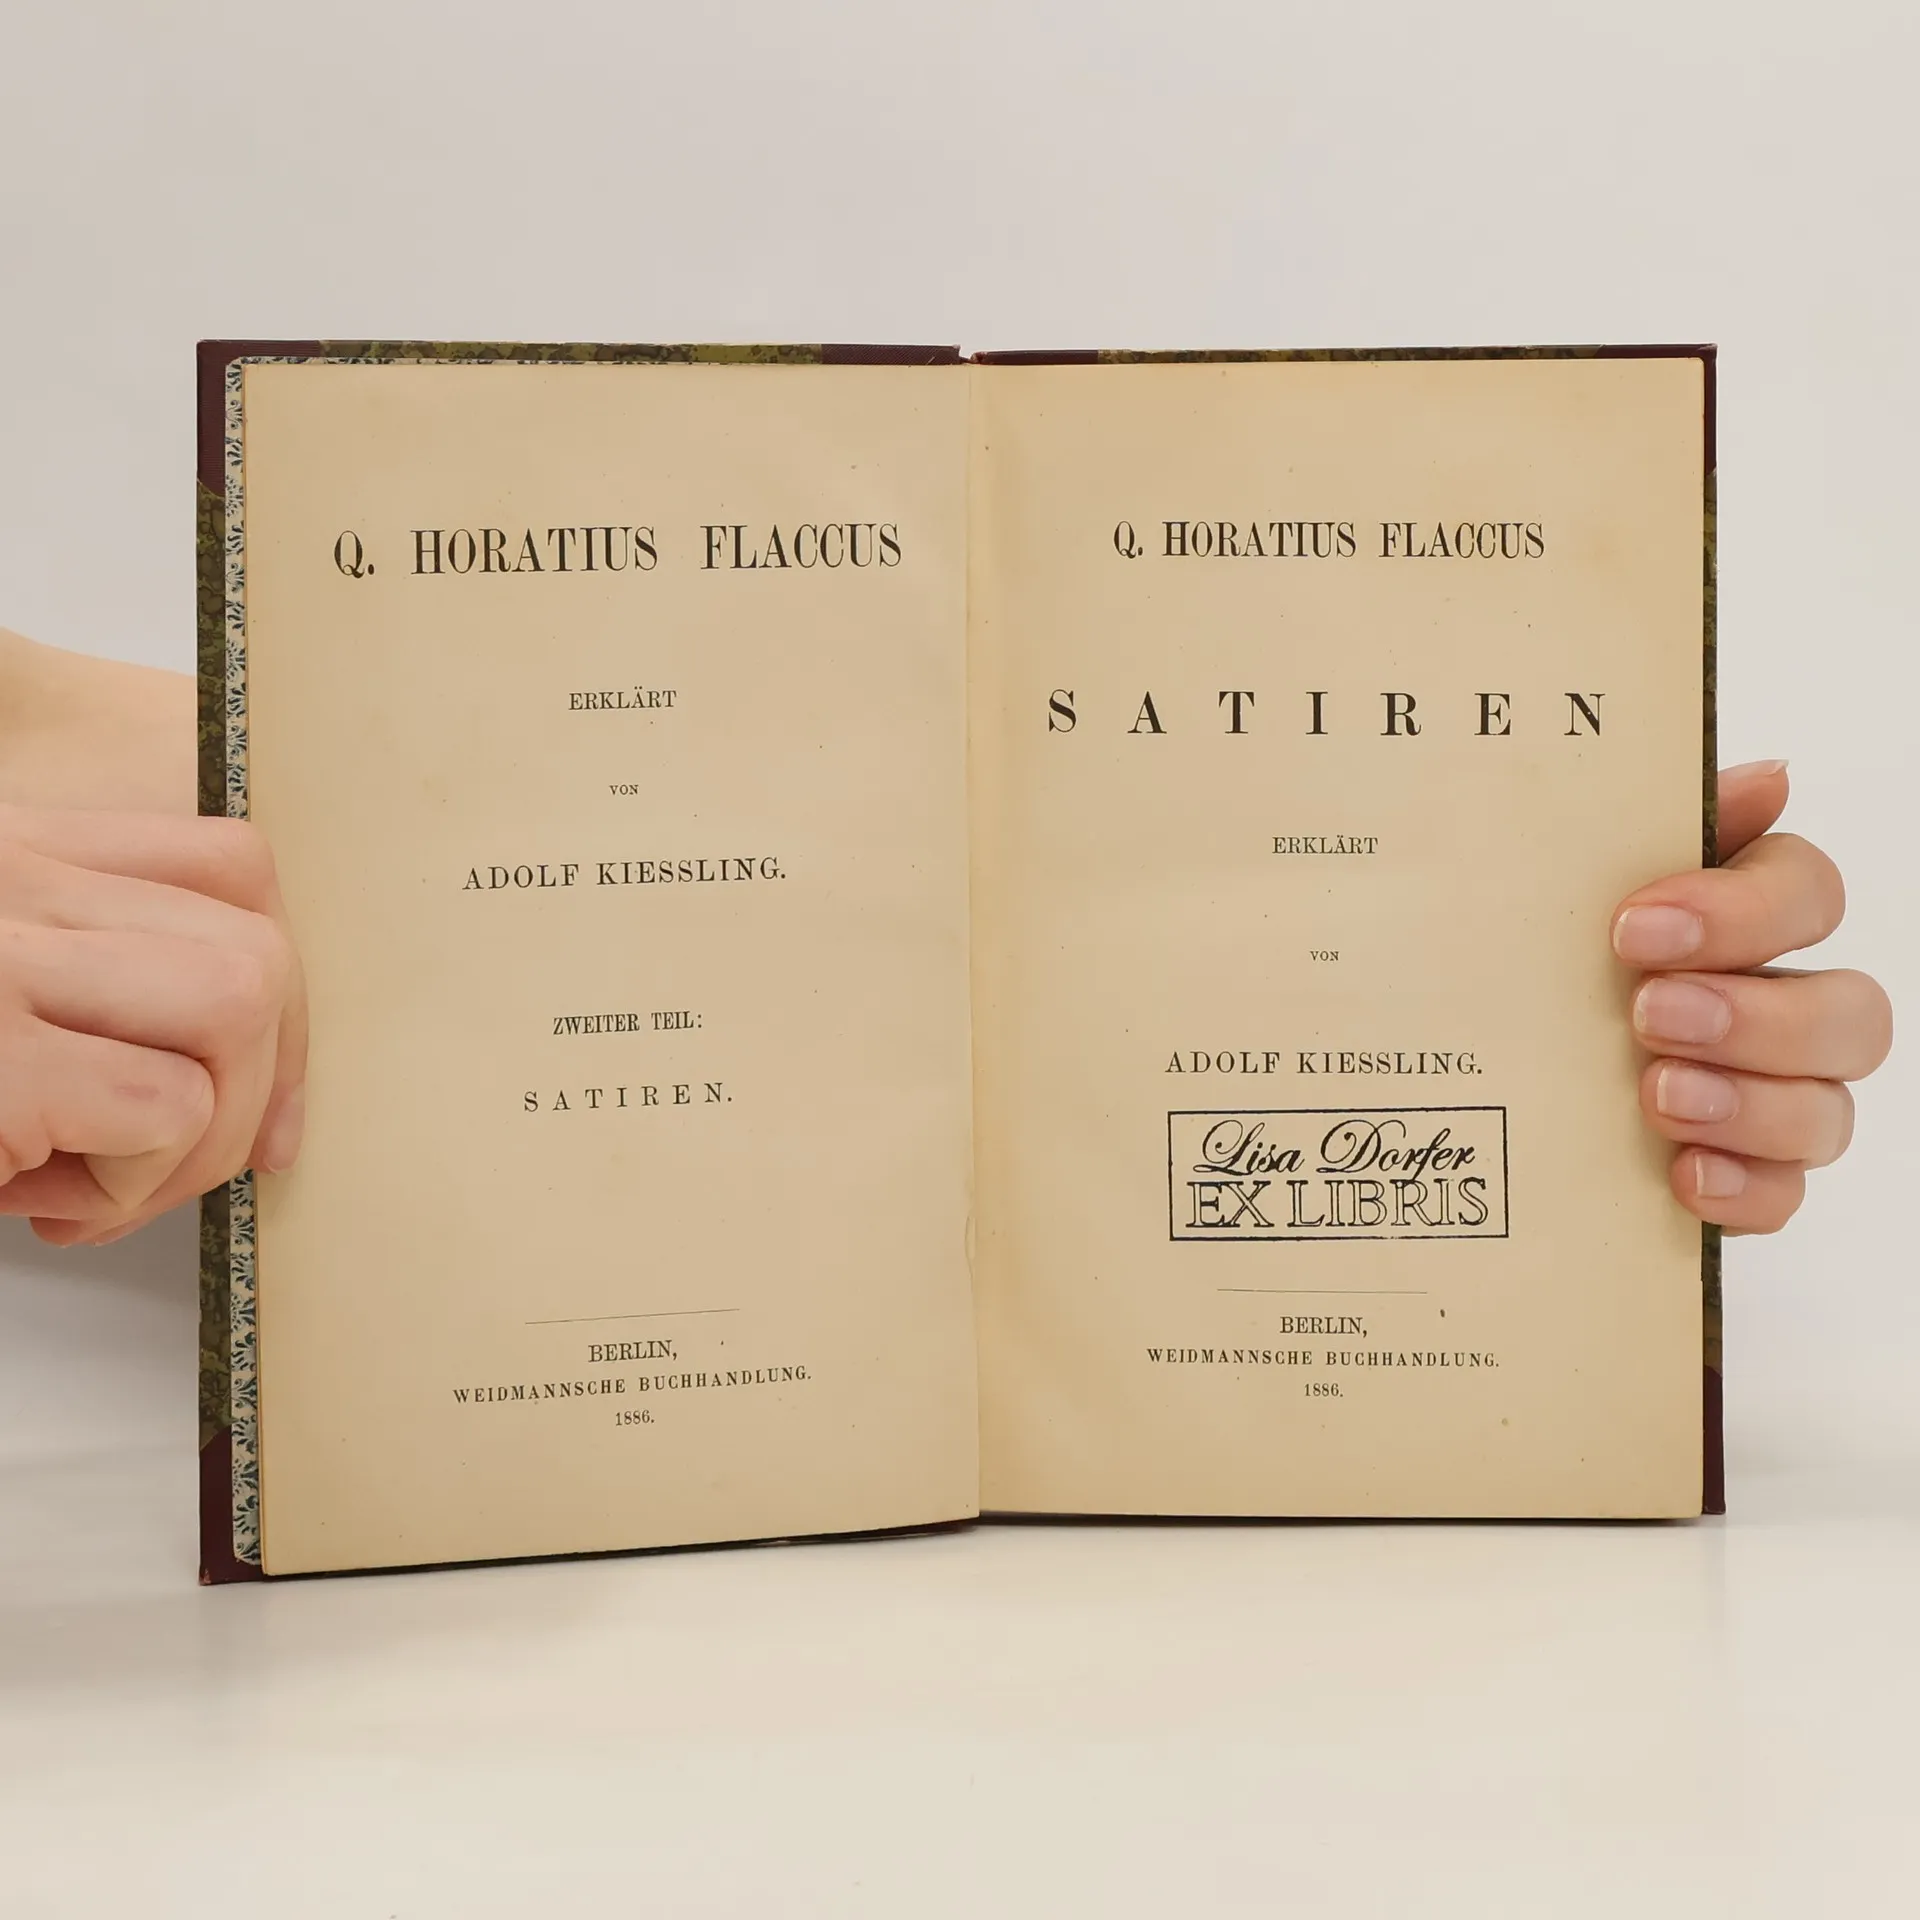 Q. HORATIUS FLACCUS
ERKLÄRT
VON
ADOLF KIESSLING.
ZWEITER TEIL:
SATIREN.
BERLIN,
WEIDMANNSCHE BUCHHANDLUNG.
1886.
Q. HORATIUS FLACCUS
SATIREN
ERKLÄRT
VON
ADOLF KIESSLING.
Lisa Dorfer
EX LIBRIS
BERLIN,
WEIDMANNSCHE BUCHHANDLUNG.
1886.